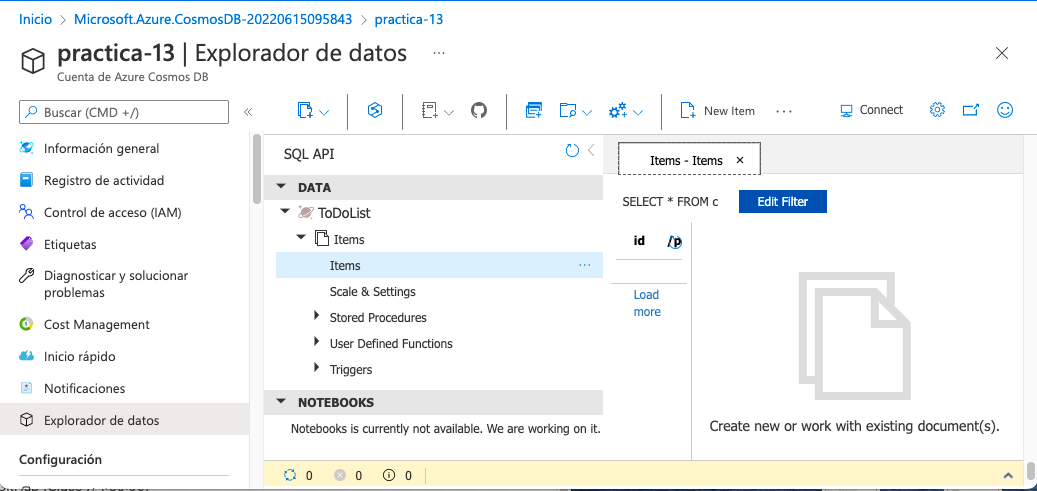 Inicio > Microsoft.Azure.CosmosDB-20220615095843 > practica-13
practica-13 | Explorador de datos ...
Cuenta de Azure Cosmos DB
Buscar (CMD +/)
«
New Item
...
Connect
Información general
Registro de actividad
Control de acceso (IAM)
Etiquetas
Diagnosticar y solucionar
problemas
Cost Management
Inicio rápido
Notificaciones
Explorador de datos
Configuración
SQL API
DATA
ToDoList
Items
Items ...
Scale & Settings
Stored Procedures
User Defined Functions
Triggers
NOTEBOOKS
Notebooks is currently not available. We are working on it.
Items - Items
SELECT * FROM c
Edit Filter
id
/p
Load
more
Create new or work with existing document(s).
0 0 0